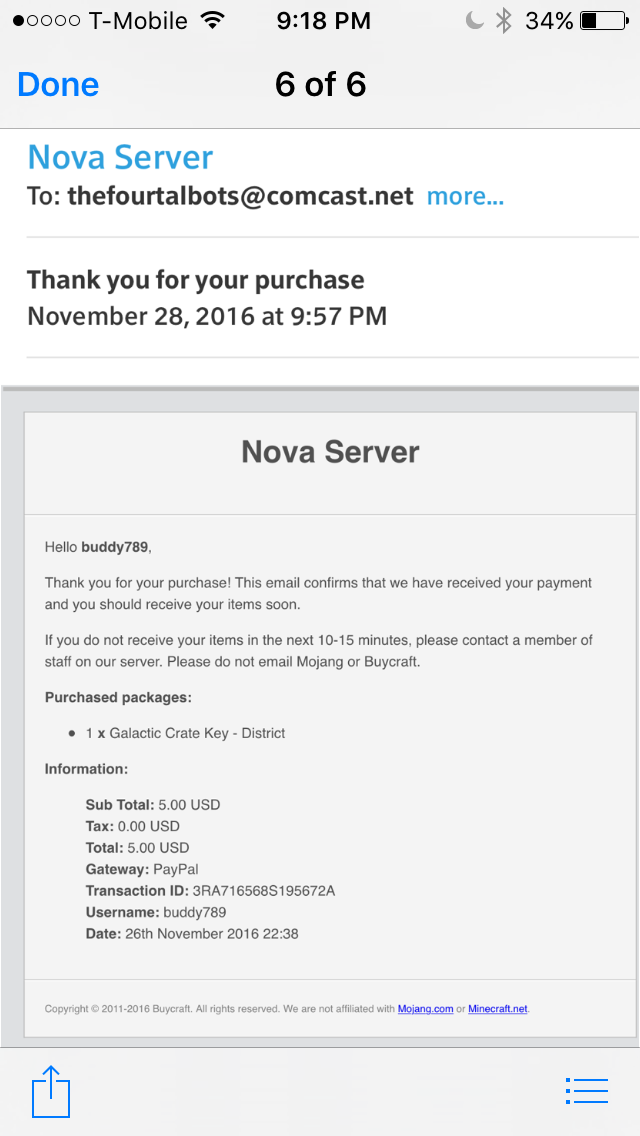 T-Mobile 9:18 PM 34%
Done 6 of 6
Nova Server
To: thefourtalbots@comcast.net more...
Thank you for your purchase
November 28, 2016 at 9:57 PM
Nova Server
Hello buddy789,
Thank you for your purchase! This email confirms that we have received your payment
and you should receive your items soon.
If you do not receive your items in the next 10-15 minutes, please contact a member of
staff on our server. Please do not email Mojang or Buycraft.
Purchased packages:
• 1 x Galactic Crate Key - District
Information:
Sub Total: 5.00 USD
Tax: 0.00 USD
Total: 5.00 USD
Gateway: PayPal
Transaction ID: 3RA716568S195672A
Username: buddy789
Date: 26th November 2016 22:38
Copyright © 2011-2016 Buycraft. All rights reserved. We are not affiliated with Mojang.com or Minecraft.net.